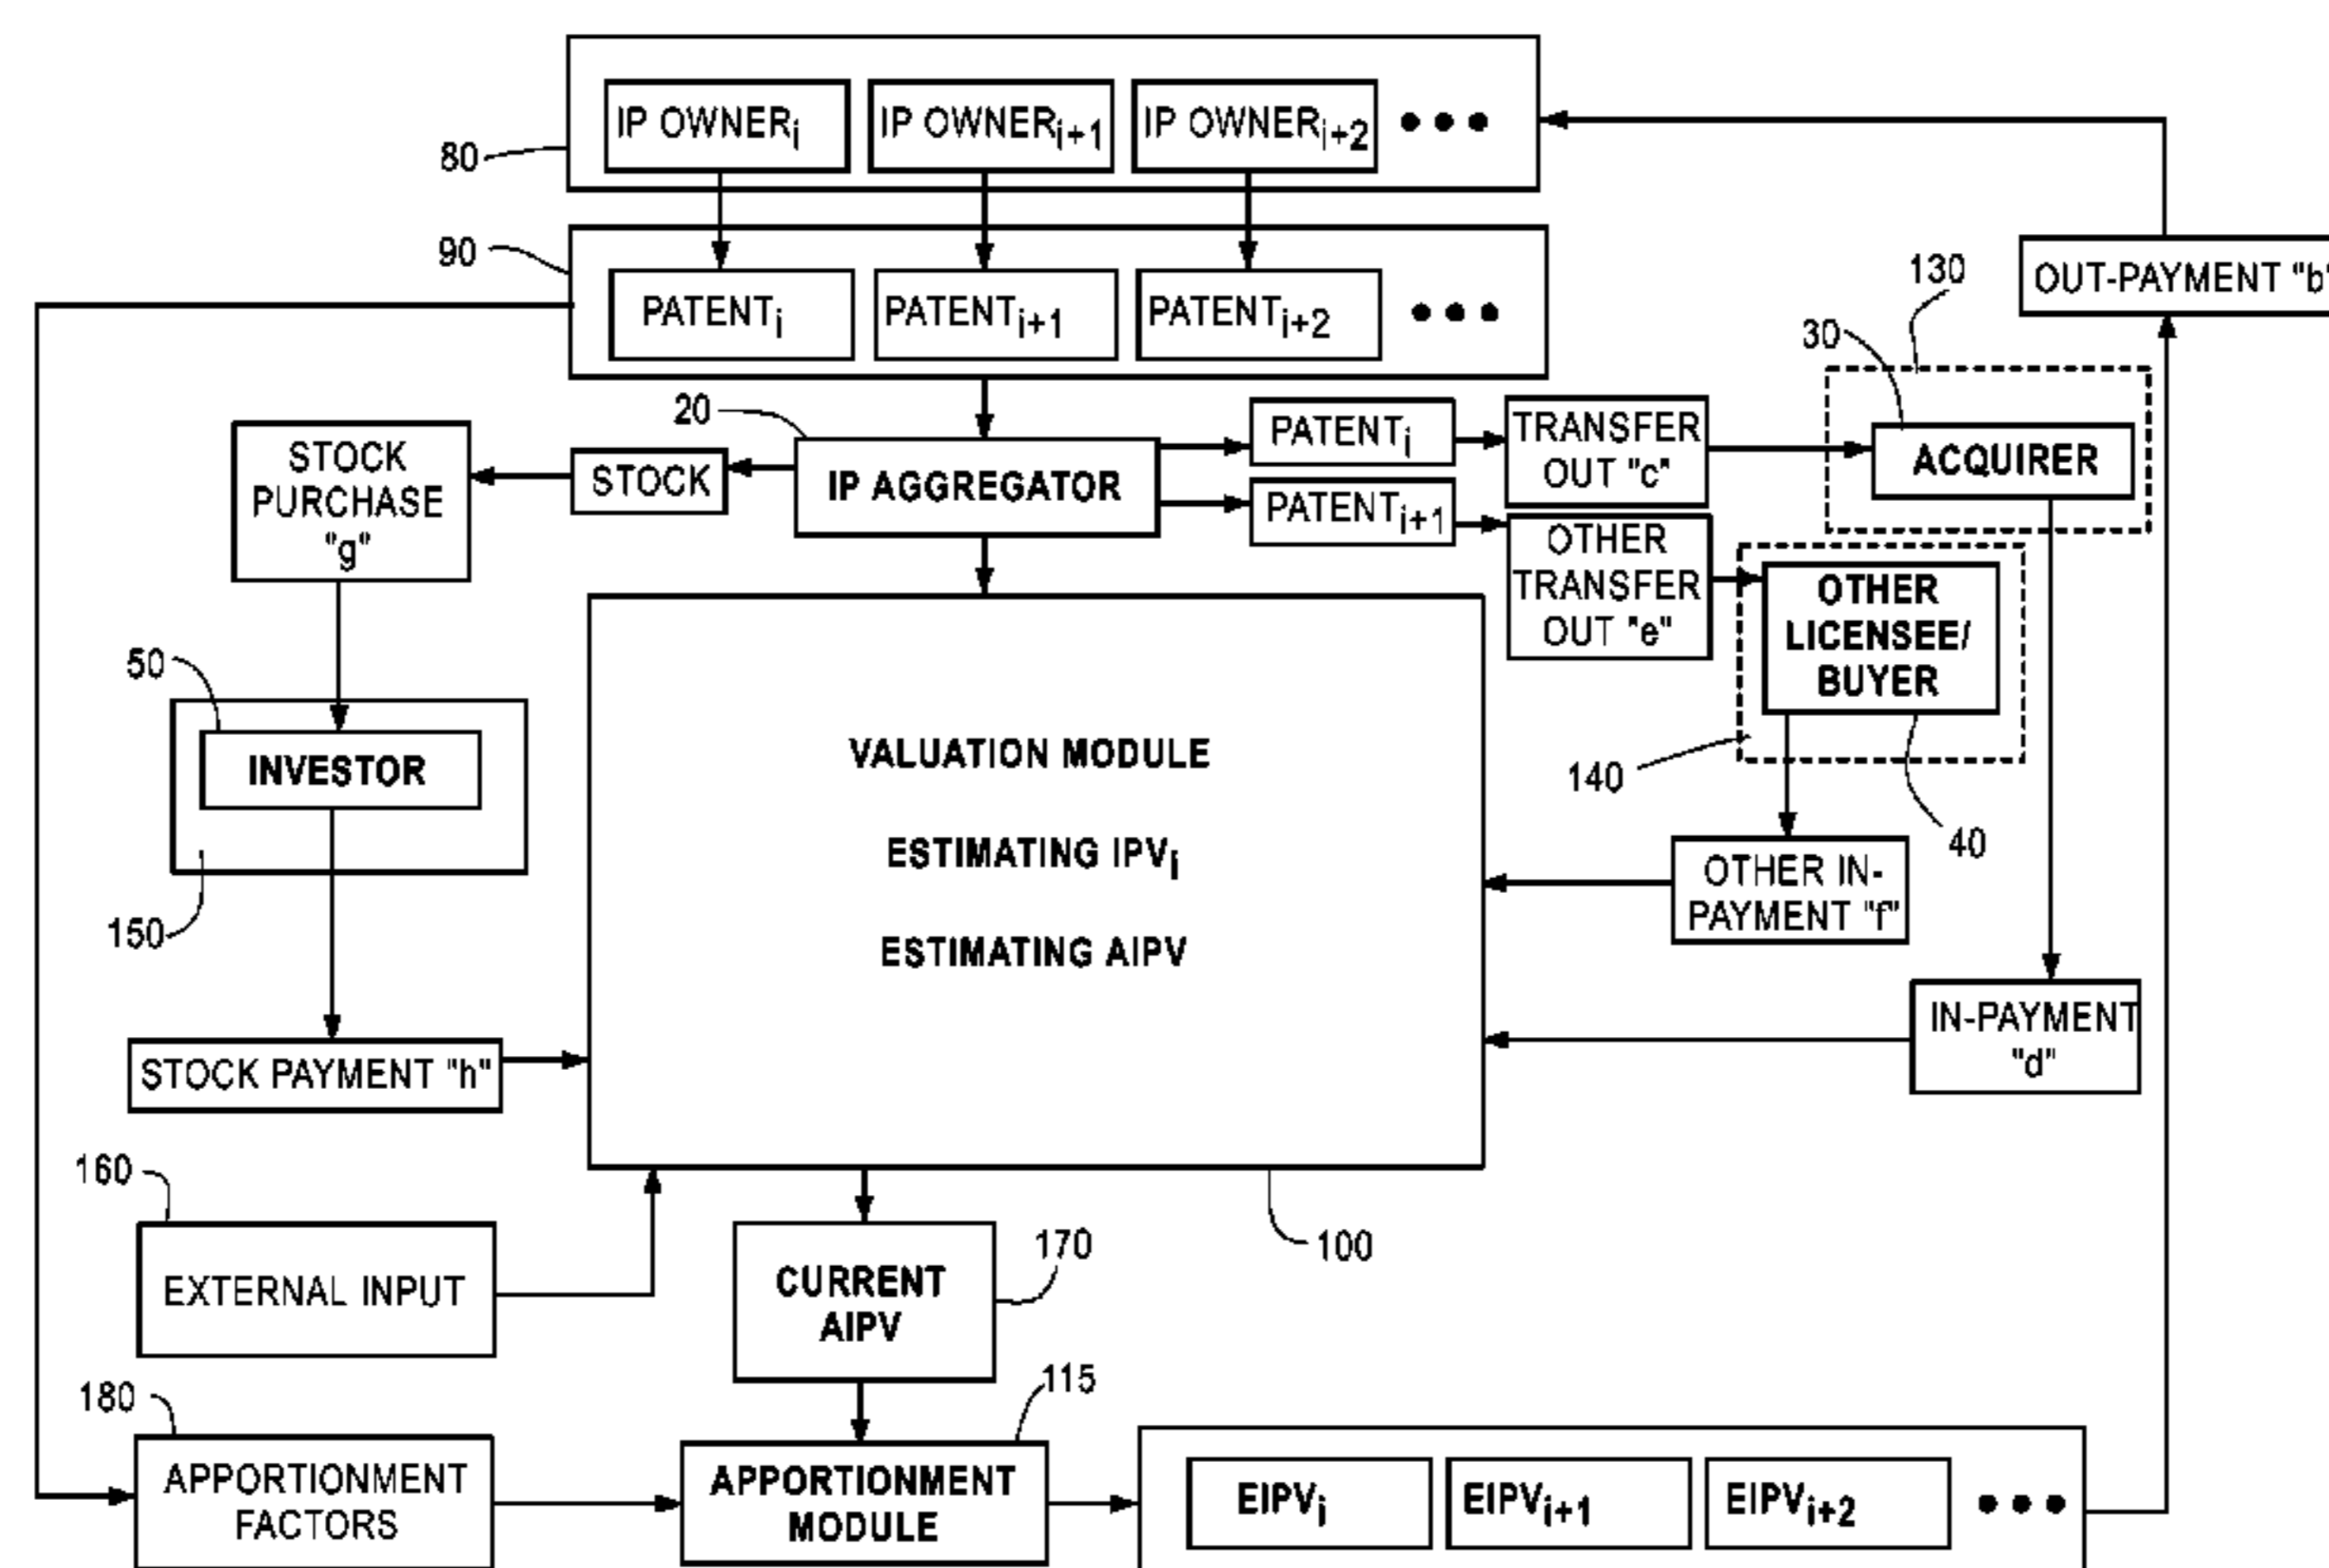 IP OWNERi
IP OWNERi+1
IP OWNERi+2
80
90
PATENTi
PATENTi+1
PATENTi+2
130
OUT-PAYMENT "b"
30
20
STOCK
PURCHASE
"g"
STOCK
IP AGGREGATOR
PATENTi
PATENTi+1
TRANSFER
OUT "c"
ACQUIRER
OTHER
TRANSFER
OUT "e"
OTHER
LICENSEE/
BUYER
50
INVESTOR
150
VALUATION MODULE
ESTIMATING IPVi
ESTIMATING AIPV
140
40
OTHER IN-
PAYMENT "f"
IN-PAYMENT
"d"
STOCK PAYMENT "h"
160
EXTERNAL INPUT
100
170
CURRENT
AIPV
180
115
APPORTIONMENT
FACTORS
APPORTIONMENT
MODULE
EIPVi
EIPVi+1
EIPVi+2